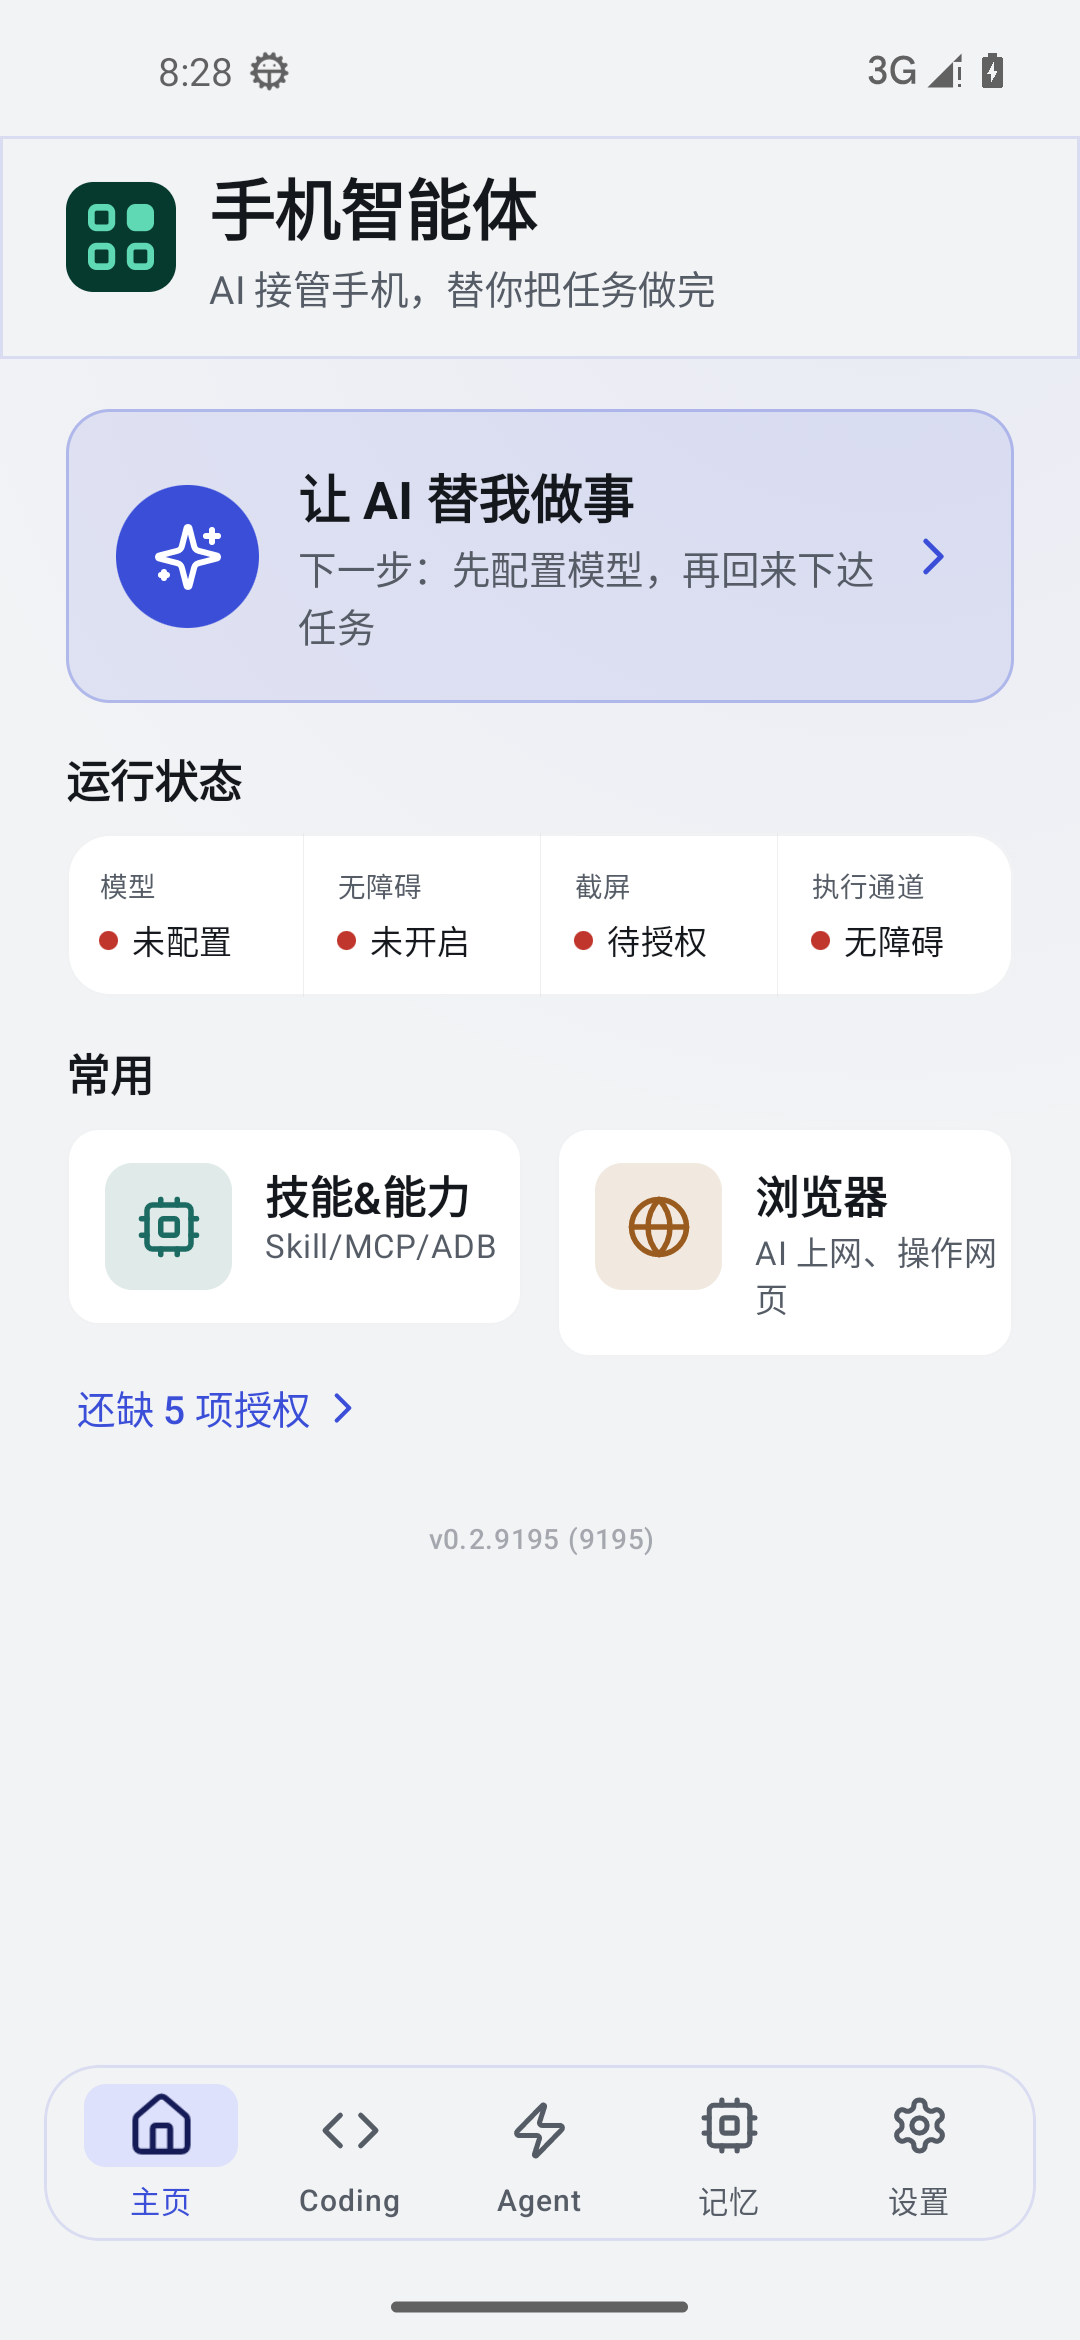 8:28
3G
手机智能体
AI 接管手机，替你把任务做完
让 AI 替我做事
下一步：先配置模型，再回来下达
任务
运行状态
模型
未配置
无障碍
未开启
截屏
待授权
执行通道
无障碍
常用
技能&能力
Skill/MCP/ADB
浏览器
AI 上网、操作网
页
还缺 5 项授权
v0.2.9195 (9195)
主页
Coding
Agent
记忆
设置